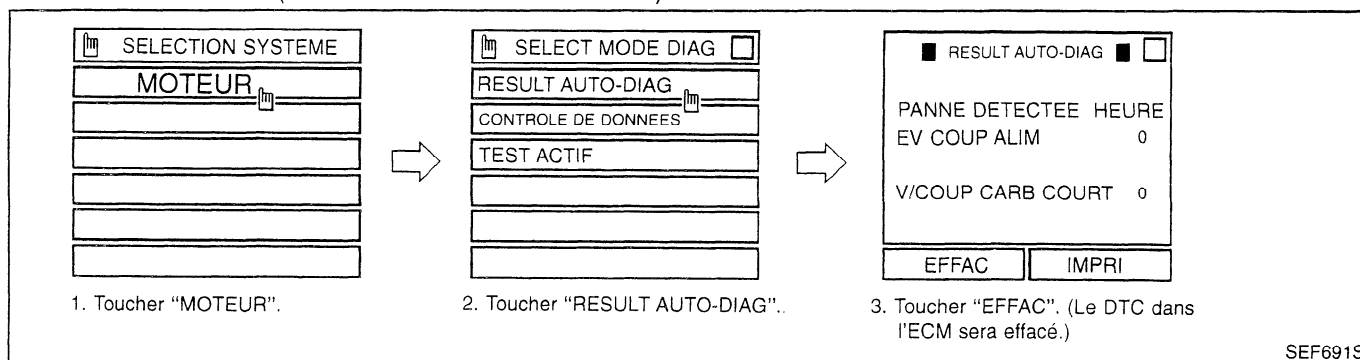 SELECTION SYSTEME
MOTEUR
1. Toucher “MOTEUR”.
SELECT MODE DIAG
RESULT AUTO-DIAG
CONTROLE DE DONNEES
TEST ACTIF
2. Toucher “RESULT AUTO-DIAG”..
RESULT AUTO-DIAG
PANNE DETECTEE HEURE
EV COUP ALIM 0
V/COUP CARB COURT 0
EFFAC IMPRI
3. Toucher “EFFAC”. (Le DTC dans
l'ECM sera effacé.)
SEF691S